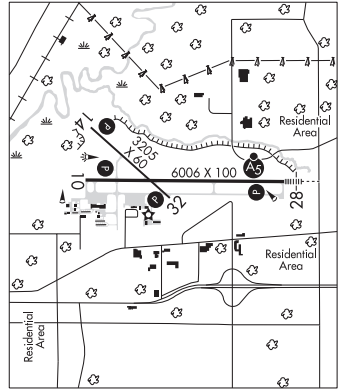 Residential
Area
14
3205
X 60
P
P
A5
6006 X 100
10
P
P
32
28
Residential
Area
Residential
Area